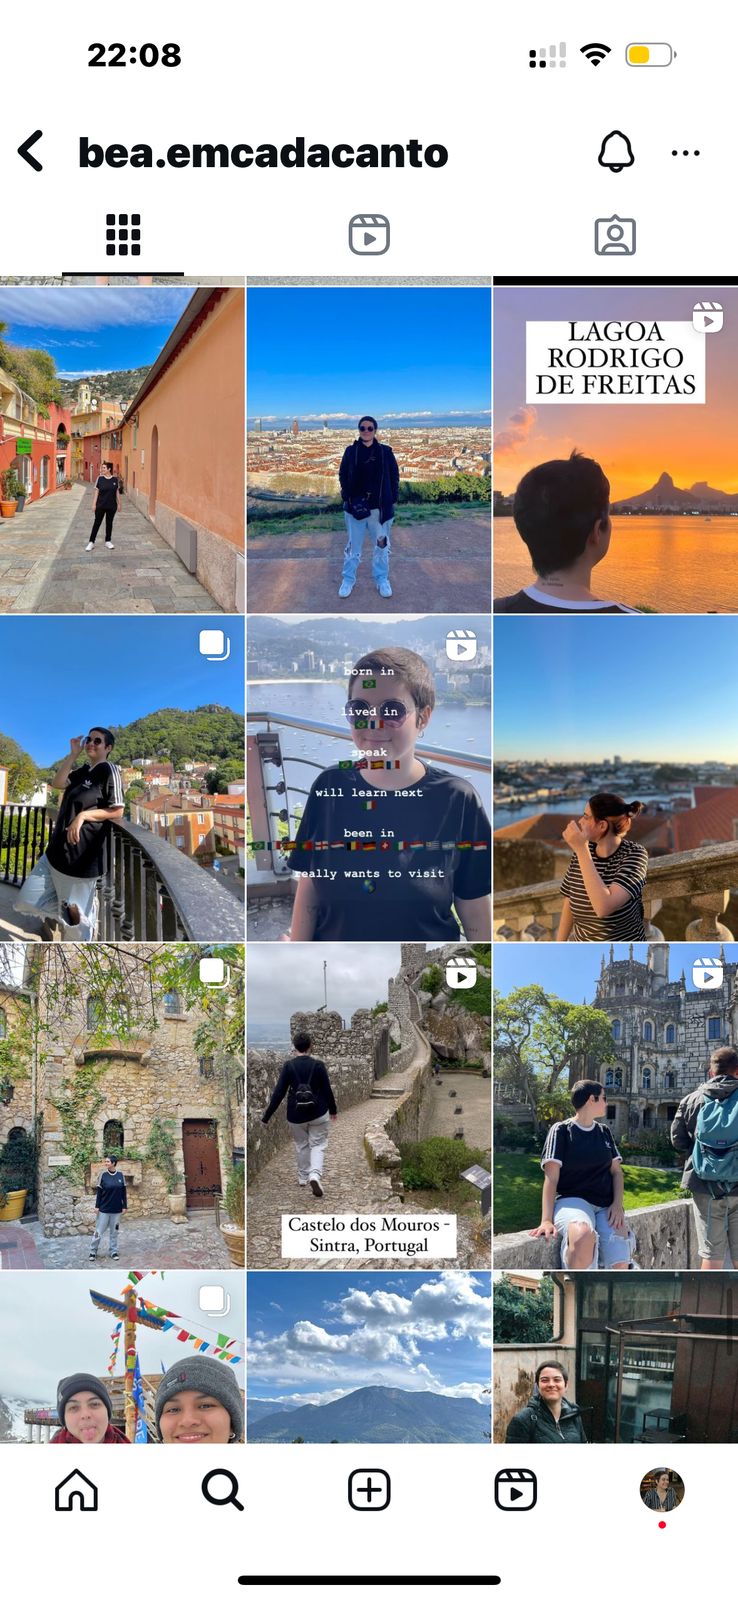 22:08
bea.emcadacanto
LAGOA
RODRIGO
DE FREITAS
born in
lived in
speak
will learn next
been in
really wants to visit
Castelo dos Mouros -
Sintra, Portugal